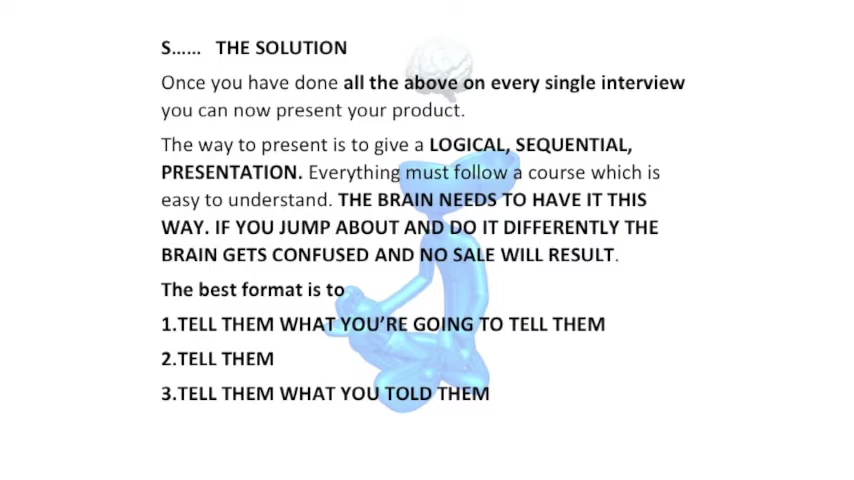 S...... THE SOLUTION
Once you have done all the above on every single interview
you can now present your product.
The way to present is to give a LOGICAL, SEQUENTIAL,
PRESENTATION. Everything must follow a course which is
easy to understand. THE BRAIN NEEDS TO HAVE IT THIS
WAY. IF YOU JUMP ABOUT AND DO IT DIFFERENTLY THE
BRAIN GETS CONFUSED AND NO SALE WILL RESULT.
The best format is to
1.TELL THEM WHAT YOU’RE GOING TO TELL THEM
2.TELL THEM
3.TELL THEM WHAT YOU TOLD THEM